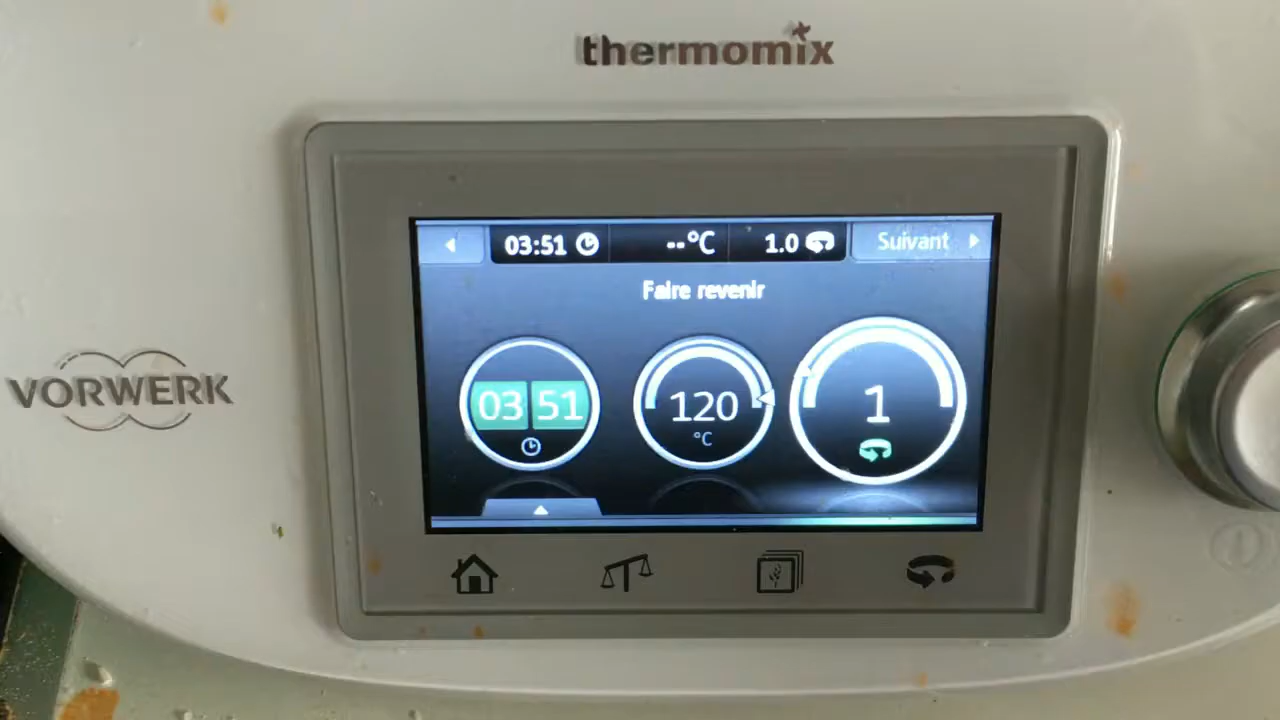 thermomix
03:51 --°C 1.0 Suivant
Faire revenir
03 51 120 1
°C
VORWERK